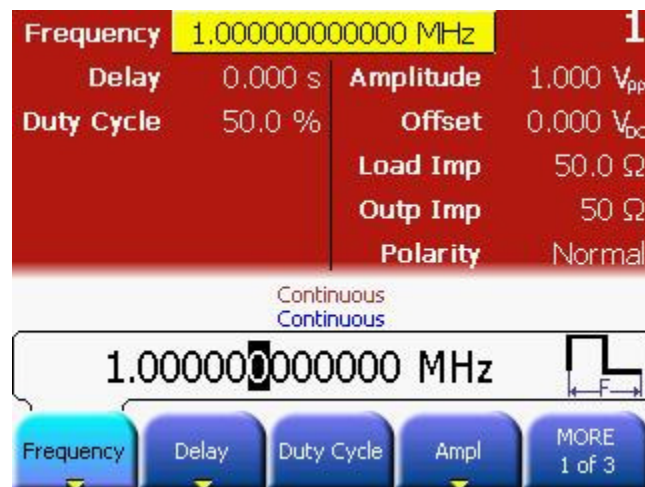 Frequency 1.000000000000 MHz 1
Delay 0.000 s Amplitude 1.000 Vpp
Duty Cycle 50.0 % Offset 0.000 VDC
Load Imp 50.0 Ω
Outp Imp 50 Ω
Polarity Normal
Continuous
Continuous
1.000000000000 MHz
F
Frequency Delay Duty Cycle Ampl MORE
1 of 3